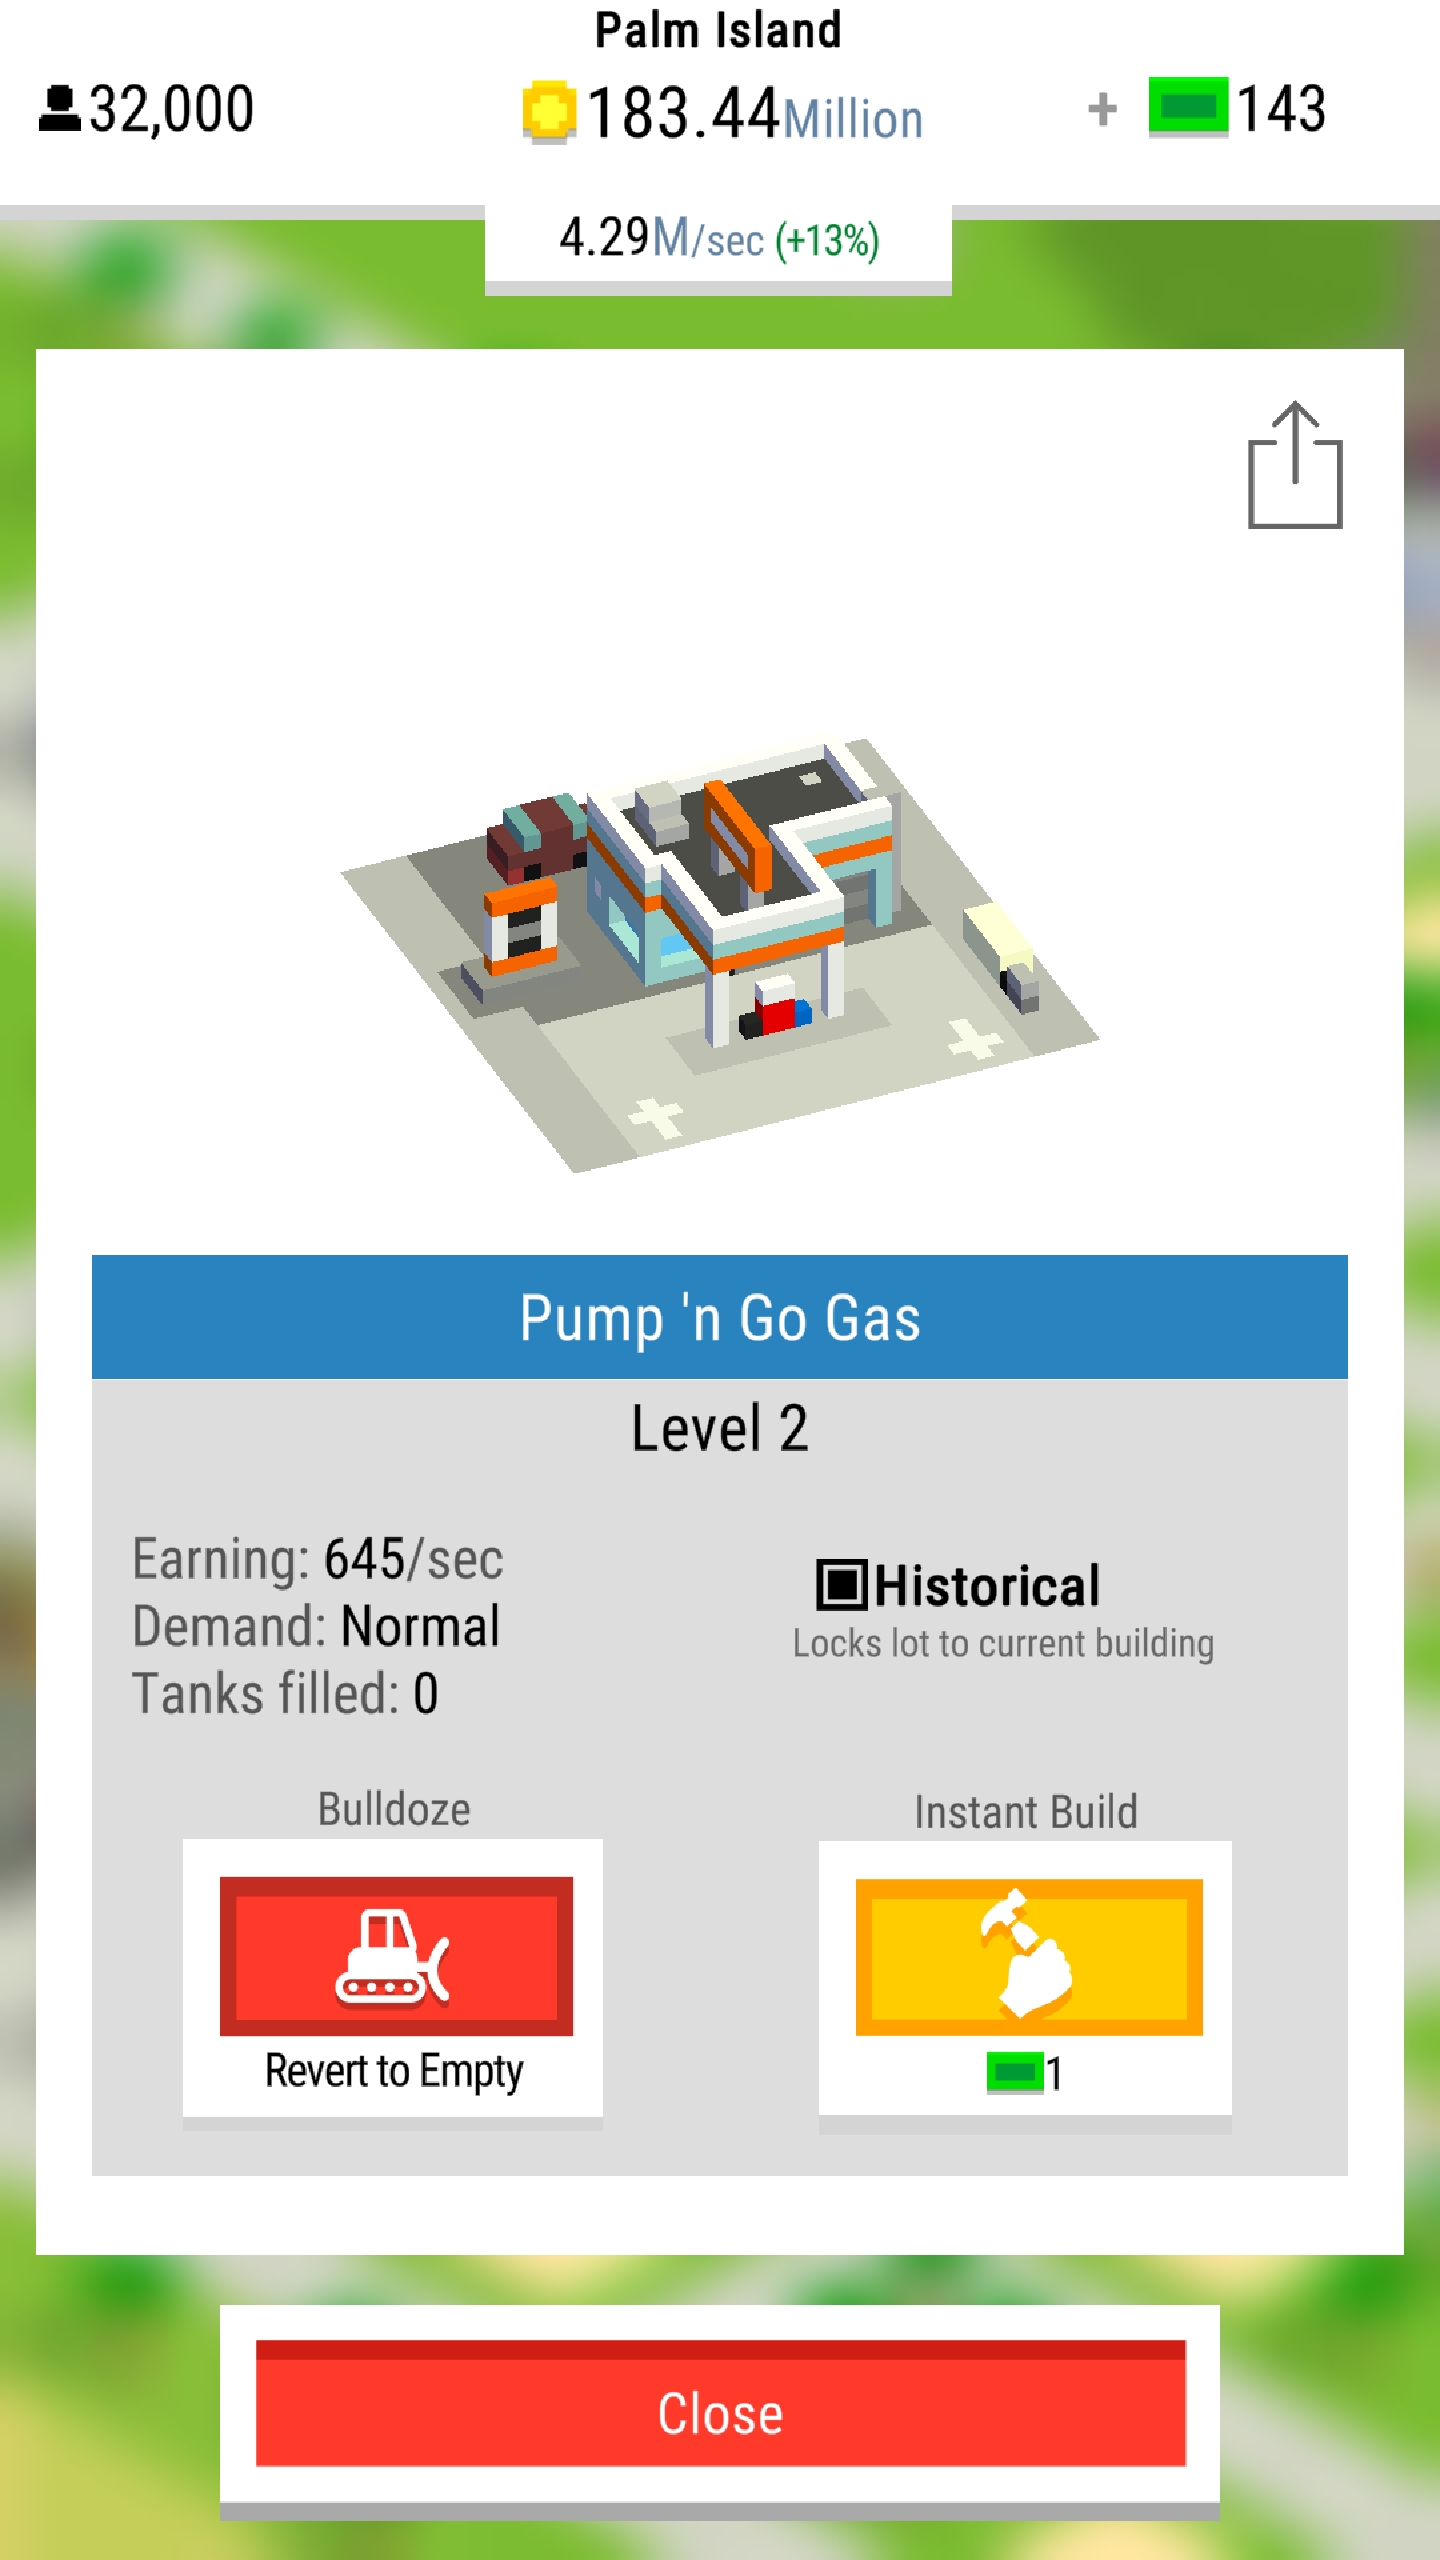 Palm Island
32,000
183.44Million
+ 143
4.29M/sec (+13%)
Pump 'n Go Gas
Level 2
Earning: 645/sec
Demand: Normal
Tanks filled: 0
Historical
Locks lot to current building
Bulldoze
Revert to Empty
Instant Build
1
Close